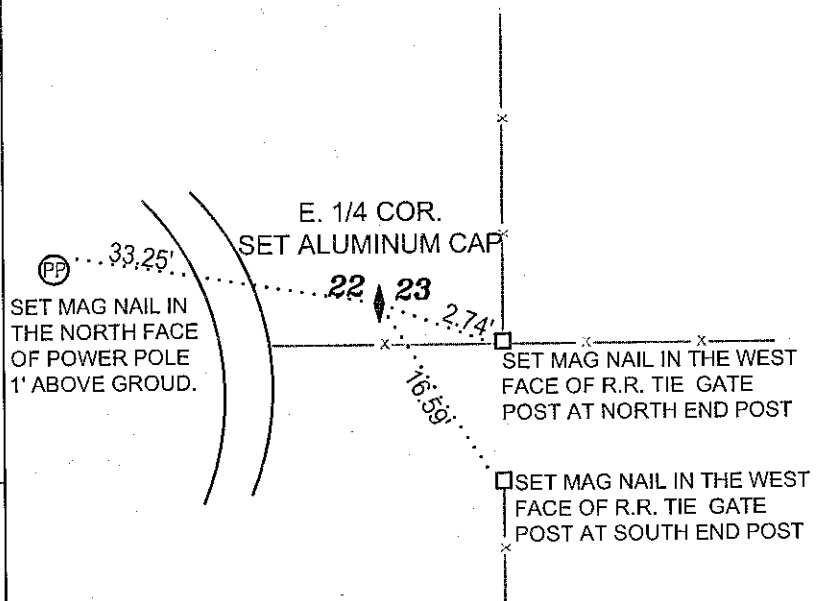 E. 1/4 COR.
SET ALUMINUM CAP
33.25'
PP
22 23
2.74'
SET MAG NAIL IN
THE NORTH FACE
OF POWER POLE
1' ABOVE GROUD.
SET MAG NAIL IN THE WEST
FACE OF R.R. TIE GATE
POST AT NORTH END POST
16.59'
SET MAG NAIL IN THE WEST
FACE OF R.R. TIE GATE
POST AT SOUTH END POST